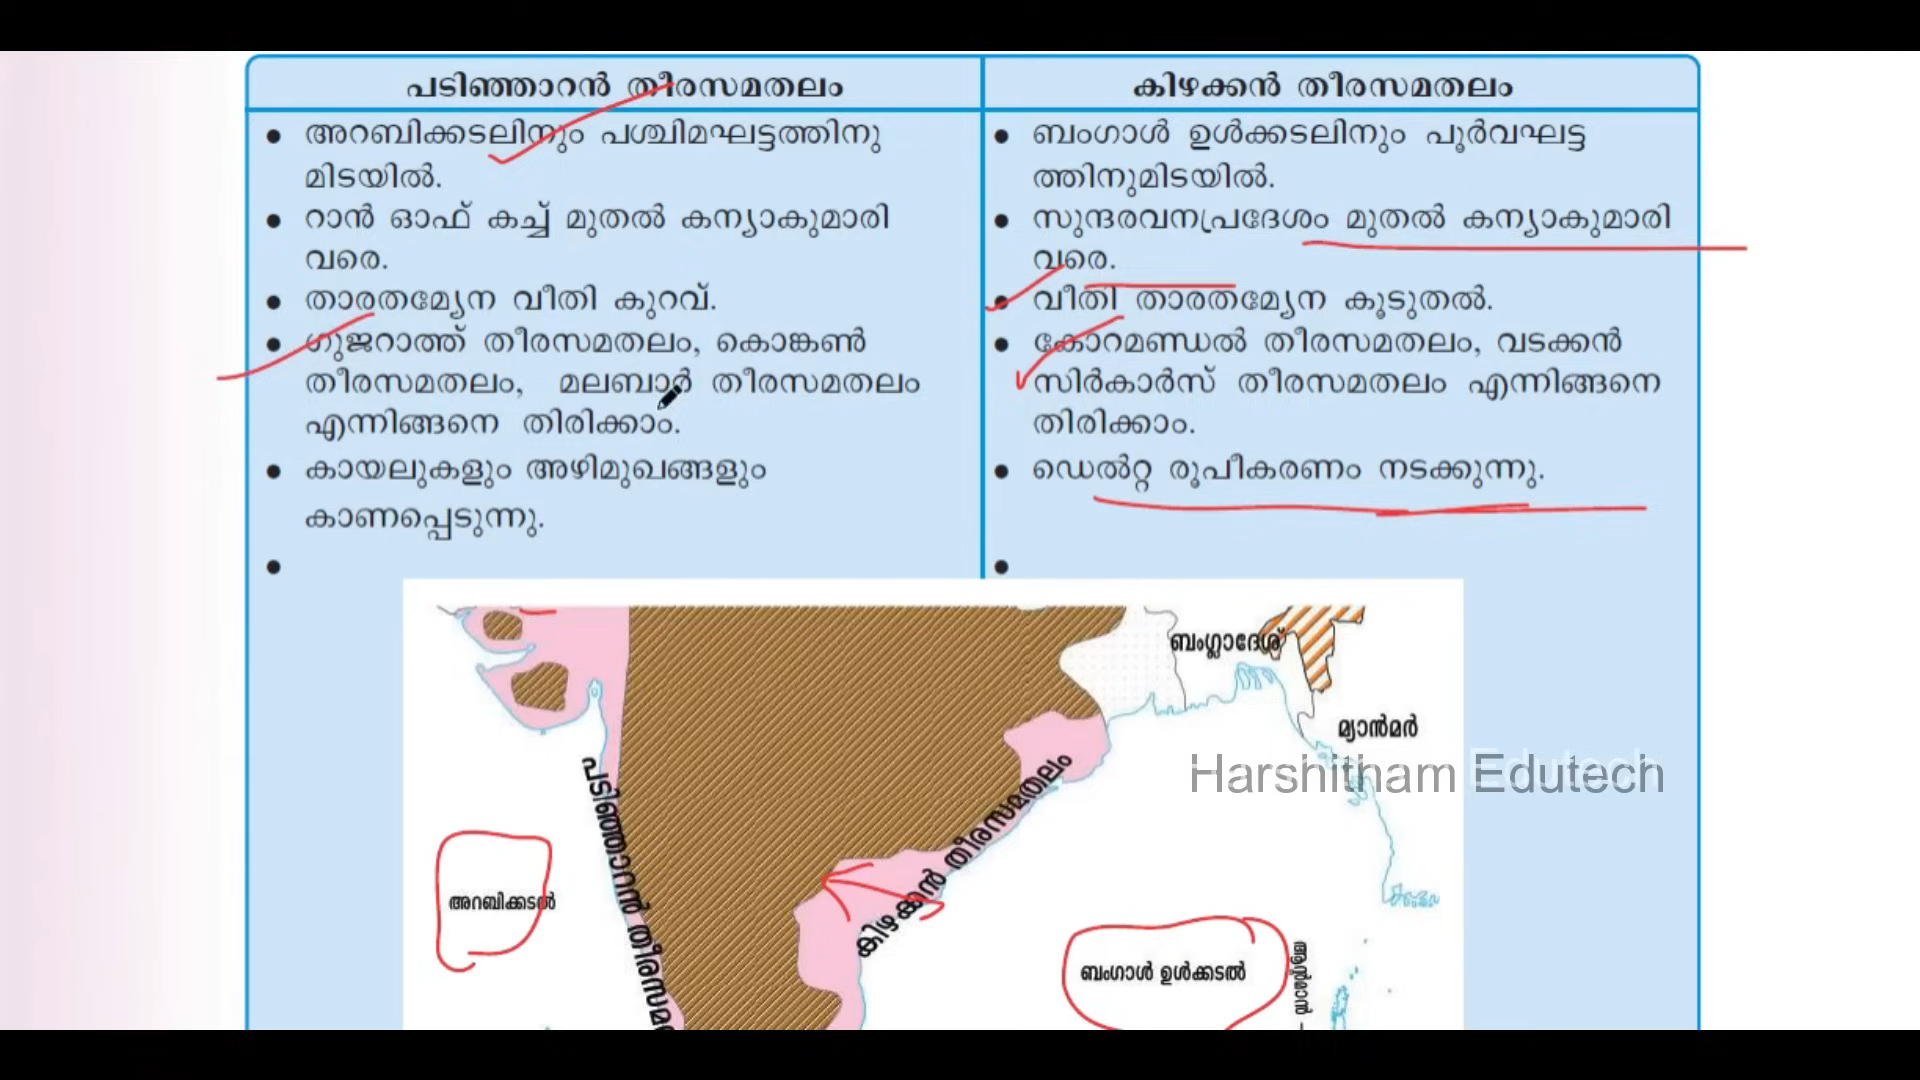 പടിഞ്ഞാറൻ തീരസമതലം
അറബിക്കടലിനും പശ്ചിമഘട്ടത്തിനു
മിടയിൽ.
റാൻ ഓഫ് കച്ച് മുതൽ കന്യാകുമാരി
വരെ.
താരതമ്യേന വീതി കുറവ്.
ഗുജറാത്ത് തീരസമതലം, കൊങ്കൺ
തീരസമതലം, മലബാർ തീരസമതലം
എന്നിങ്ങനെ തിരിക്കാം.
കായലുകളും അഴിമുഖങ്ങളും
കാണപ്പെടുന്നു.
കിഴക്കൻ തീരസമതലം
ബംഗാൾ ഉൾക്കടലിനും പൂർവഘട്ട
ത്തിനുമിടയിൽ.
സുന്ദരവനപ്രദേശം മുതൽ കന്യാകുമാരി
വരെ.
വീതി താരതമ്യേന കൂടുതൽ.
കോറമണ്ഡൽ തീരസമതലം, വടക്കൻ
സിർകാർസ് തീരസമതലം എന്നിങ്ങനെ
തിരിക്കാം.
ഡെൽറ്റ രൂപീകരണം നടക്കുന്നു.
ബംഗ്ലാദേശ്
മ്യാൻമർ
Harshitham Edutech
പടിഞ്ഞാറൻ തീരസമ
കിഴക്കൻ തീരസമതലം
അറബിക്കടൽ
ബംഗാൾ ഉൾക്കടൽ